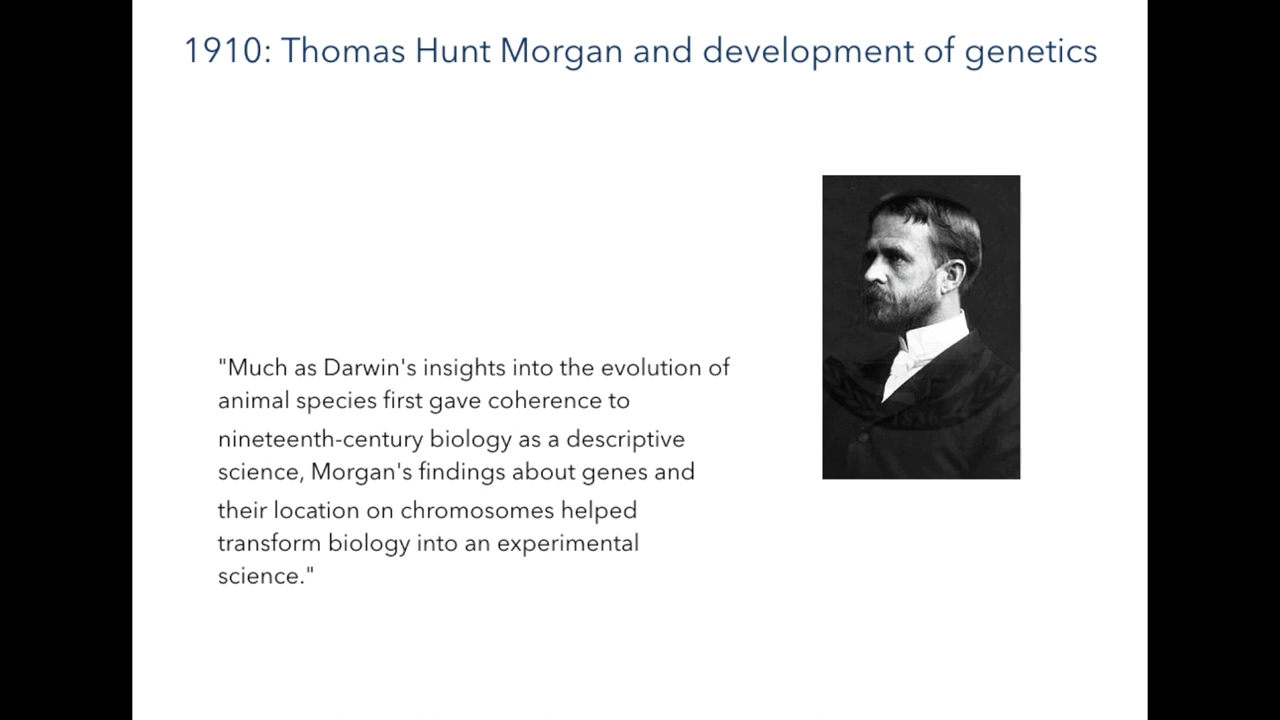 1910: Thomas Hunt Morgan and development of genetics
"Much as Darwin's insights into the evolution of
animal species first gave coherence to
nineteenth-century biology as a descriptive
science, Morgan's findings about genes and
their location on chromosomes helped
transform biology into an experimental
science."